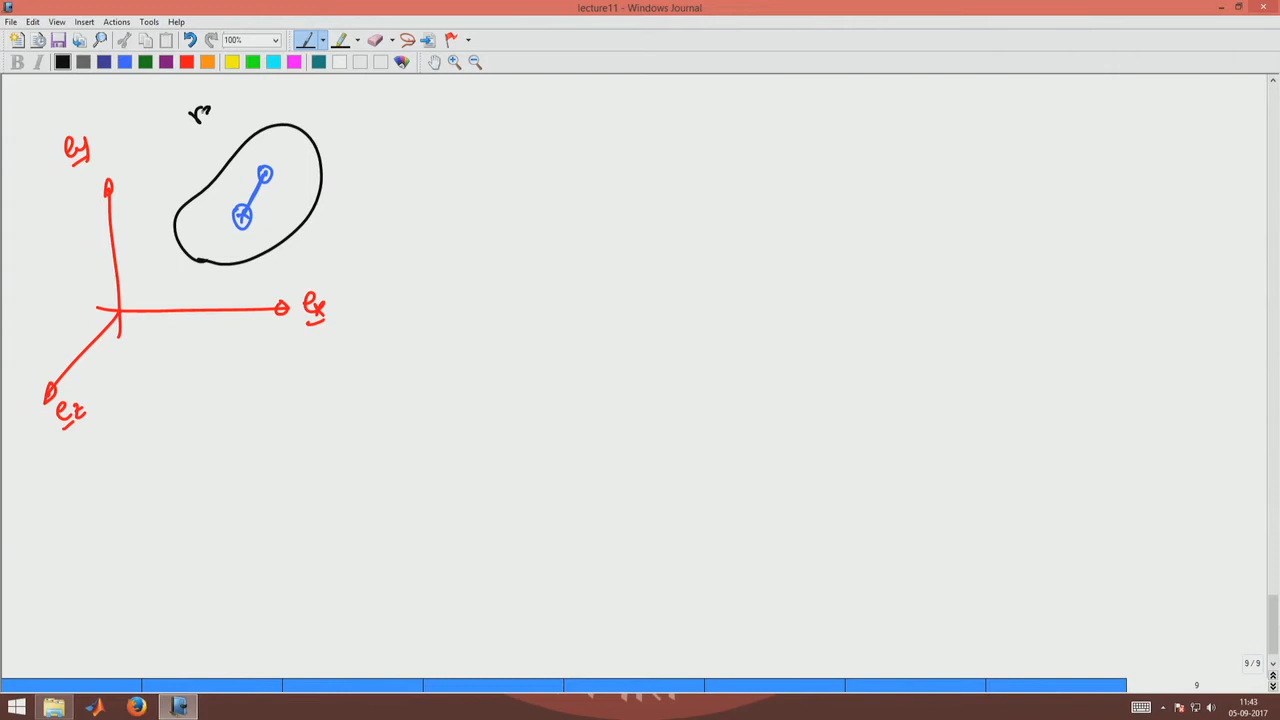 lecture11 - Windows Journal
File Edit View Insert Actions Tools Help
100%
B I
ey
ex
ez
9 / 9
9
11:43
05-09-2017